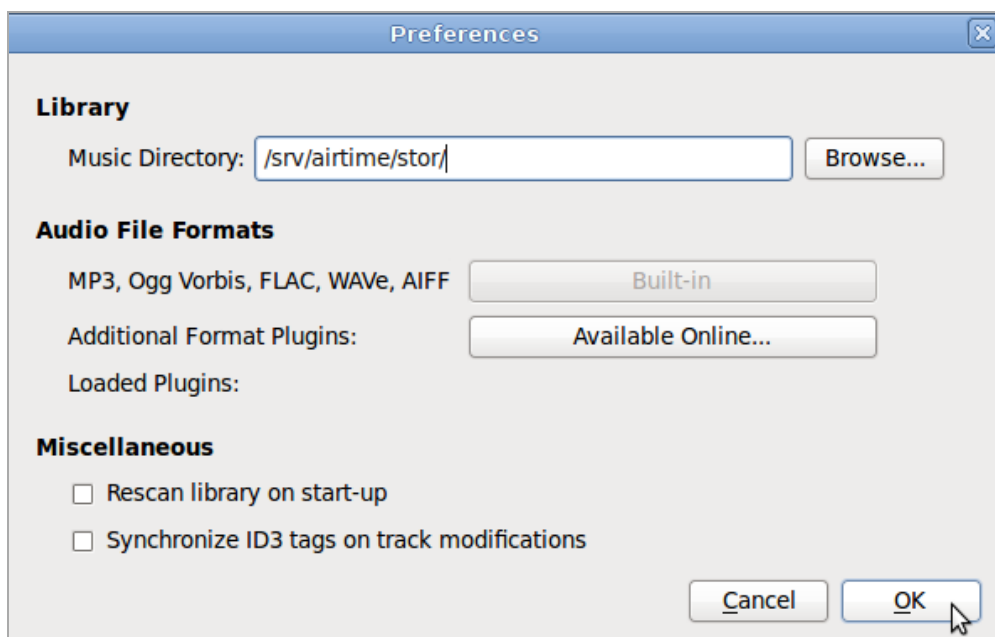 Preferences
Library
Music Directory: /srv/airtime/stor/ Browse...
Audio File Formats
MP3, Ogg Vorbis, FLAC, WAVe, AIFF Built-in
Additional Format Plugins: Available Online...
Loaded Plugins:
Miscellaneous
Rescan library on start-up
Synchronize ID3 tags on track modifications
Cancel OK